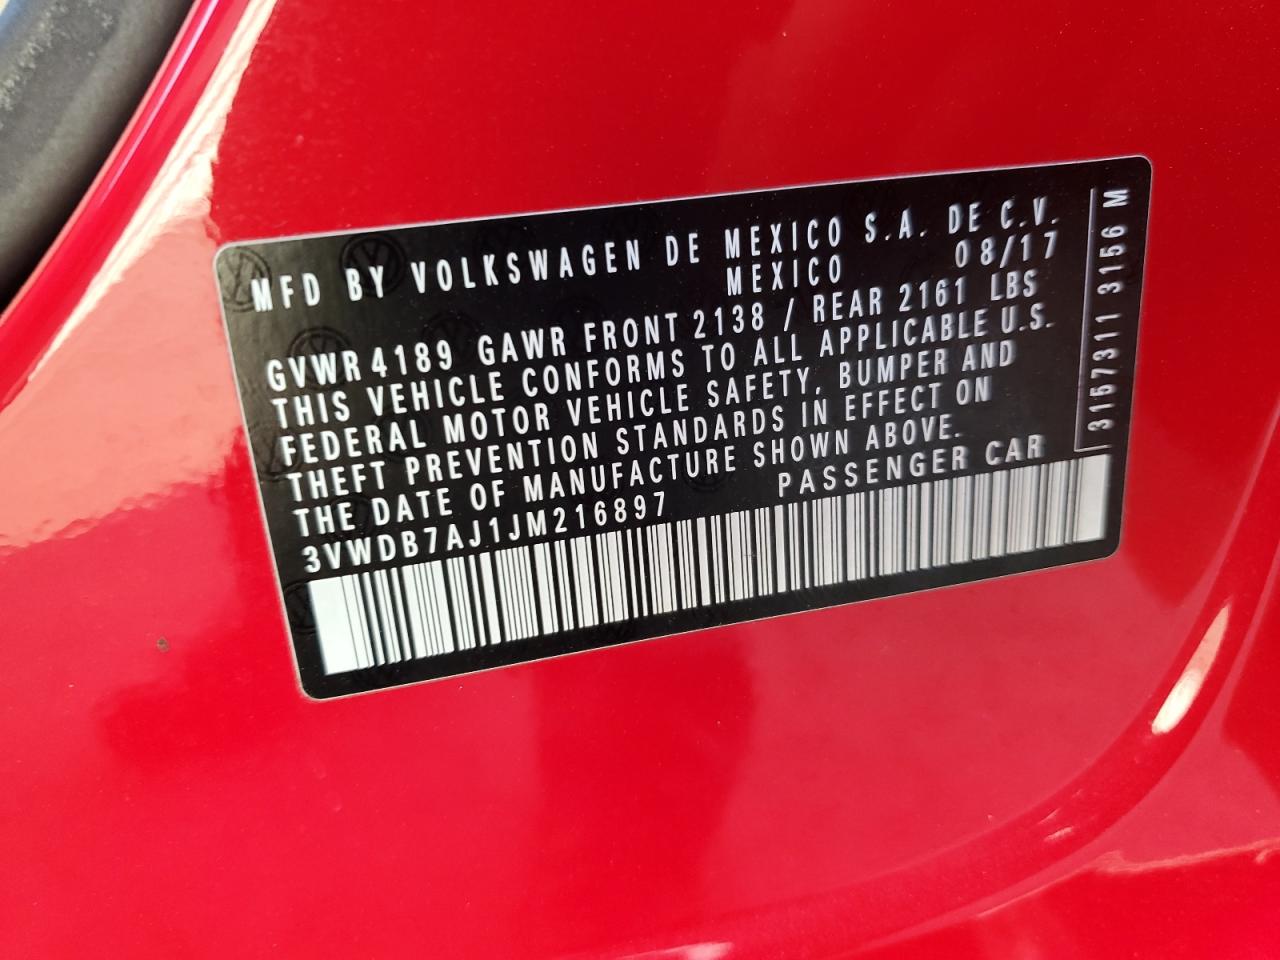 MFD BY VOLKSWAGEN DE MEXICO S.A. DE C.V.
MEXICO 08/17
GVWR 4189 GAWR FRONT 2138 / REAR 2161 LBS
THIS VEHICLE CONFORMS TO ALL APPLICABLE U.S.
FEDERAL MOTOR VEHICLE SAFETY, BUMPER AND
THEFT PREVENTION STANDARDS IN EFFECT ON
THE DATE OF MANUFACTURE SHOWN ABOVE.
3VWDB7AJ1JM216897 PASSENGER CAR
3167311 3156 M